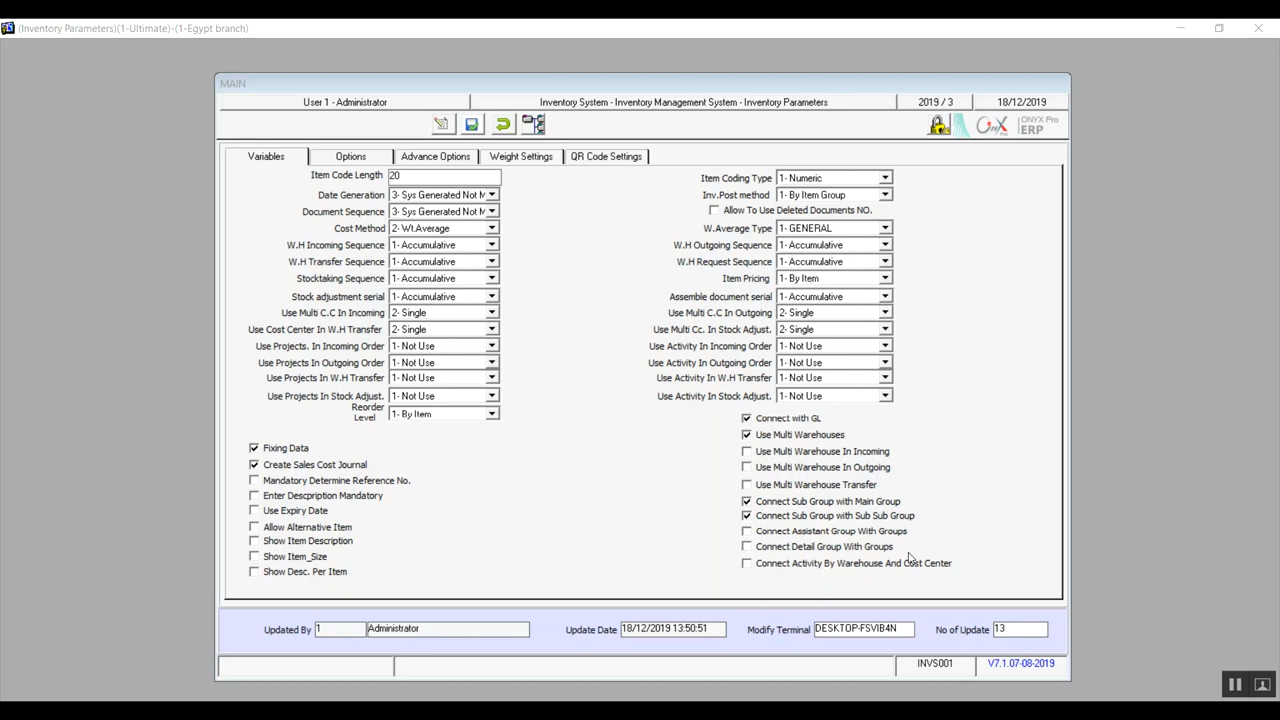 (Inventory Parameters)(1-Ultimate)-(1-Egypt branch)
MAIN
User 1 - Administrator
Inventory System - Inventory Management System - Inventory Parameters
2019 / 3
18/12/2019
OnyX
ONYX Pro
ERP
Variables
Options
Advance Options
Weight Settings
QR Code Settings
Item Code Length 20
Item Coding Type 1- Numeric
Date Generation 3- Sys Generated Not M
Inv.Post method 1- By Item Group
Document Sequence 3- Sys Generated Not M
Allow To Use Deleted Documents NO.
Cost Method 2- Wt.Average
W.Average Type 1- GENERAL
W.H Incoming Sequence 1- Accumulative
W.H Outgoing Sequence 1- Accumulative
W.H Transfer Sequence 1- Accumulative
W.H Request Sequence 1- Accumulative
Stocktaking Sequence 1- Accumulative
Item Pricing 1- By Item
Stock adjustment serial 1- Accumulative
Assemble document serial 1- Accumulative
Use Multi C.C In Incoming 2- Single
Use Multi C.C In Outgoing 2- Single
Use Cost Center In W.H Transfer 2- Single
Use Multi Cc. In Stock Adjust. 2- Single
Use Projects. In Incoming Order 1- Not Use
Use Activity In Incoming Order 1- Not Use
Use Projects In Outgoing Order 1- Not Use
Use Activity In Outgoing Order 1- Not Use
Use Projects In W.H Transfer 1- Not Use
Use Activity In W.H Transfer 1- Not Use
Use Projects In Stock Adjust. 1- Not Use
Use Activity In Stock Adjust. 1- Not Use
Reorder
Level 1- By Item
Connect with GL
Use Multi Warehouses
Fixing Data
Use Multi Warehouse In Incoming
Create Sales Cost Journal
Use Multi Warehouse In Outgoing
Mandatory Determine Reference No.
Use Multi Warehouse Transfer
Enter Descpription Mandatory
Connect Sub Group with Main Group
Use Expiry Date
Connect Sub Group with Sub Sub Group
Allow Alternative Item
Connect Assistant Group With Groups
Show Item Description
Connect Detail Group With Groups
Show Item_Size
Connect Activity By Warehouse And Cost Center
Show Desc. Per Item
Updated By 1 Administrator
Update Date 18/12/2019 13:50:51
Modify Terminal DESKTOP-FSVIB4N
No of Update 13
INVS001
V7.1.07-08-2019